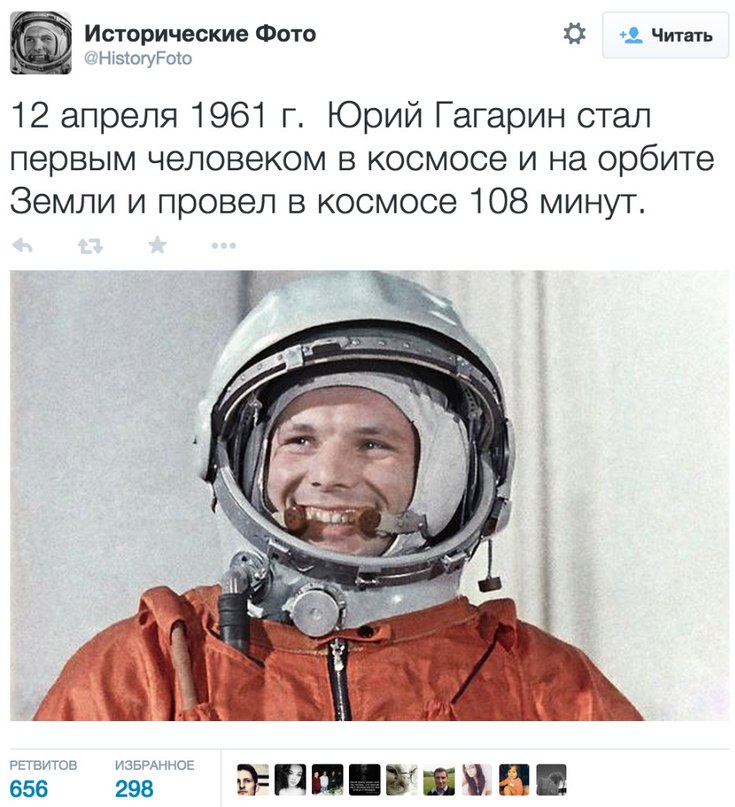 Исторические Фото
@HistoryFoto
Читать
12 апреля 1961 г.  Юрий Гагарин стал
первым человеком в космосе и на орбите
Земли и провел в космосе 108 минут.
РЕТВИТОВ ИЗБРАННОЕ
656 298